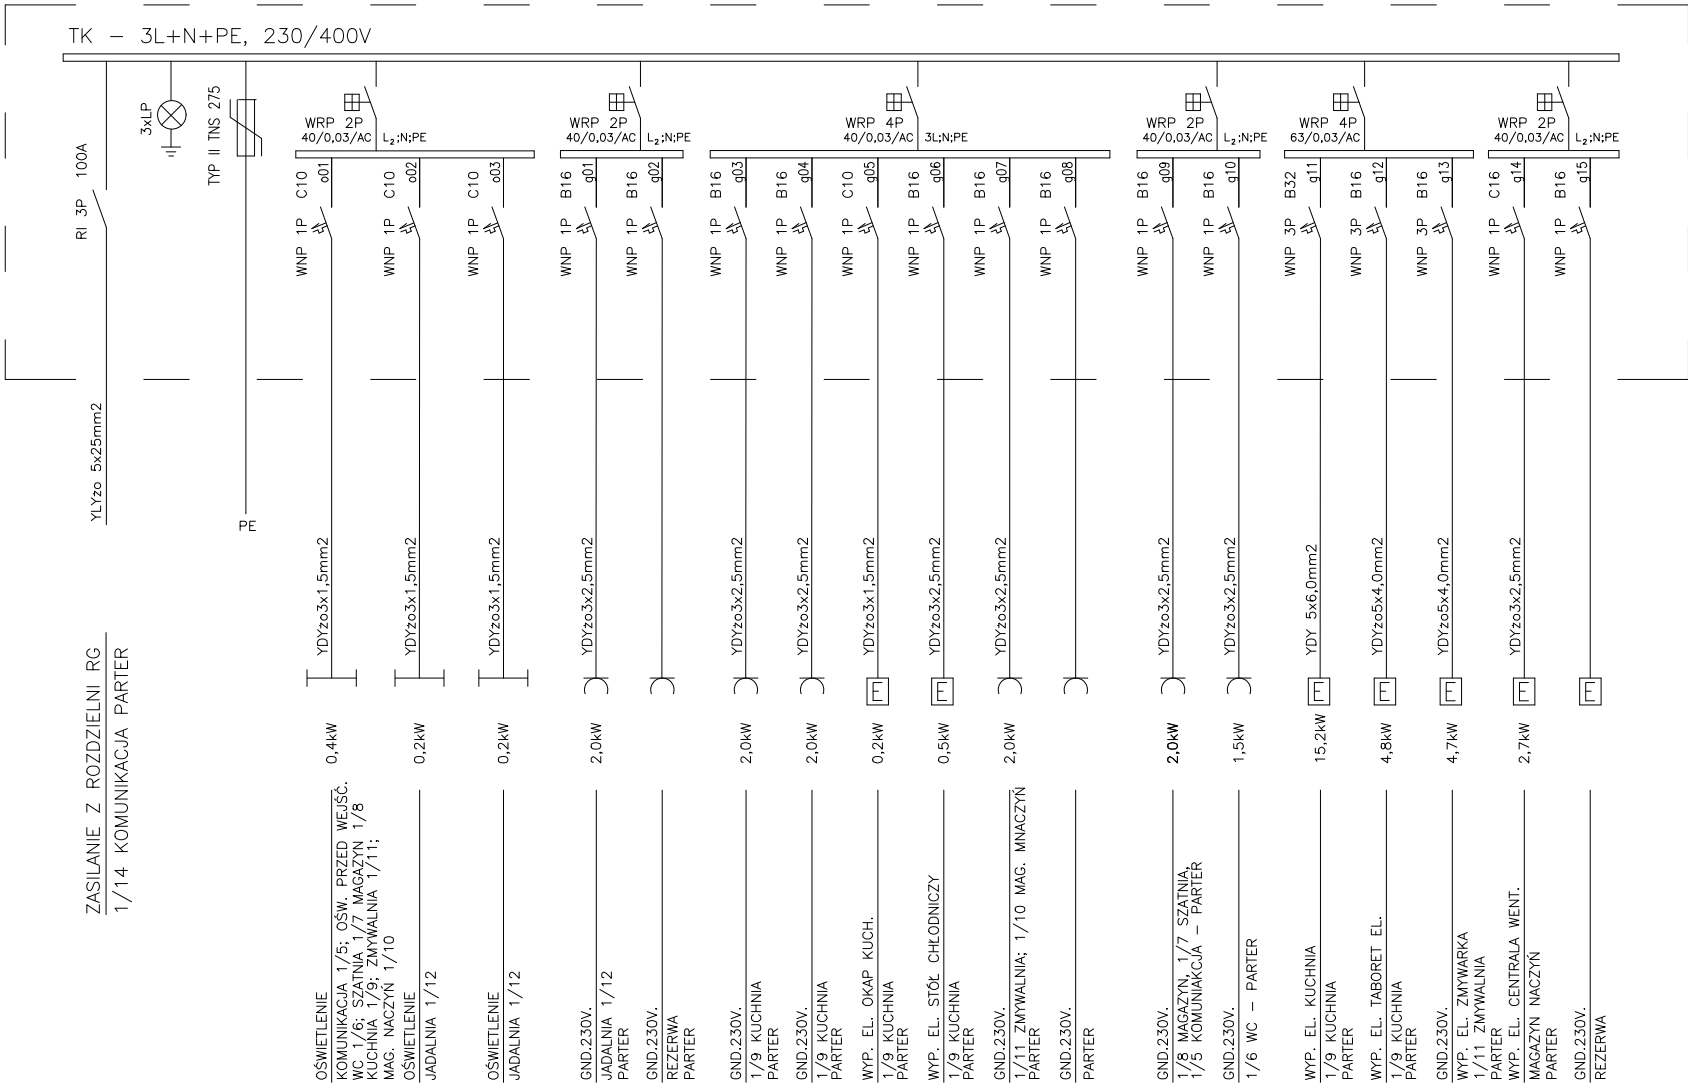 TK – 3L+N+PE, 230/400V
RI 3P 100A
3xLP
TYP II TNS 275
WRP 2P
40/0,03/AC
L₂;N;PE
WRP 2P
40/0,03/AC
L₂;N;PE
WRP 4P
40/0,03/AC
3L;N;PE
WRP 2P
40/0,03/AC
L₂;N;PE
WRP 4P
63/0,03/AC
WRP 2P
40/0,03/AC
L₂;N;PE
WNP 1P C10
o01
WNP 1P C10
o02
WNP 1P C10
o03
WNP 1P B16
g01
WNP 1P B16
g02
WNP 1P B16
g03
WNP 1P B16
g04
WNP 1P C10
g05
WNP 1P B16
g06
WNP 1P B16
g07
WNP 1P B16
g08
WNP 1P B16
g09
WNP 1P B16
g10
WNP 3P B32
g11
WNP 3P B16
g12
WNP 3P B16
g13
WNP 1P C16
g14
WNP 1P B16
g15
YLYżo 5x25mm2
PE
YDYżo3x1,5mm2
YDYżo3x1,5mm2
YDYżo3x1,5mm2
YDYżo3x2,5mm2
YDYżo3x2,5mm2
YDYżo3x2,5mm2
YDYżo3x1,5mm2
YDYżo3x2,5mm2
YDYżo3x2,5mm2
YDYżo3x2,5mm2
YDYżo3x2,5mm2
YDY 5x6,0mm2
YDYżo5x4,0mm2
YDYżo5x4,0mm2
YDYżo3x2,5mm2
E
E
E
E
E
E
E
0,4kW
0,2kW
0,2kW
2,0kW
2,0kW
2,0kW
0,2kW
0,5kW
2,0kW
2,0kW
1,5kW
15,2kW
4,8kW
4,7kW
2,7kW
ZASILANIE Z ROZDZIELNI RG
1/14 KOMUNIKACJA PARTER
OŚWIETLENIE
KOMUNIKACJA 1/5; OŚW. PRZED WEJŚĆ.
WC 1/6; SZATNIA 1/7 MAGAZYN 1/8
KUCHNIA 1/9; ZMYWALNIA 1/11;
MAG. NACZYŃ 1/10
OŚWIETLENIE
JADALNIA 1/12
OŚWIETLENIE
JADALNIA 1/12
GND.230V.
JADALNIA 1/12
PARTER
GND.230V.
REZERWA
PARTER
GND.230V.
1/9 KUCHNIA
PARTER
GND.230V.
1/9 KUCHNIA
PARTER
WYP. EL. OKAP KUCH.
1/9 KUCHNIA
PARTER
WYP. EL. STÓŁ CHŁODNICZY
1/9 KUCHNIA
PARTER
GND.230V.
1/11 ZMYWALNIA; 1/10 MAG. MNACZYŃ
PARTER
GND.230V.
PARTER
GND.230V.
1/8 MAGAZYN, 1/7 SZATNIA,
1/5 KOMUNIAKCJA – PARTER
GND.230V.
1/6 WC – PARTER
WYP. EL. KUCHNIA
1/9 KUCHNIA
PARTER
WYP. EL. TABORET EL.
1/9 KUCHNIA
PARTER
GND.230V.
WYP. EL. ZMYWARKA
1/11 ZMYWALNIA
PARTER
WYP. EL. CENTRALA WENT.
MAGAZYN NACZYŃ
PARTER
GND.230V.
REZERWA